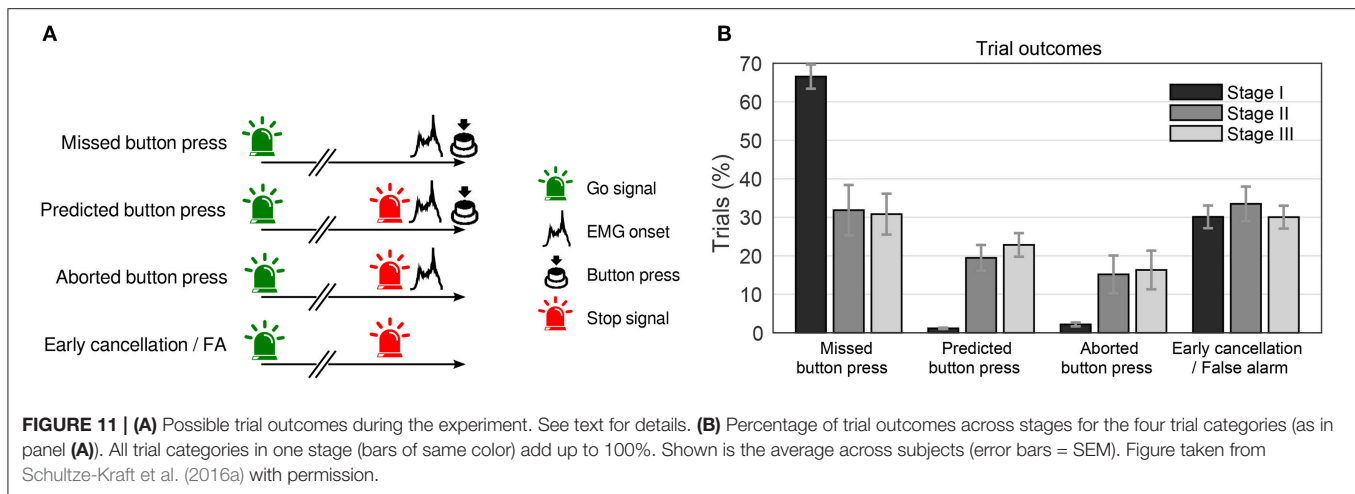 A
Missed button press
Predicted button press
Aborted button press
Early cancellation / FA
Go signal
EMG onset
Button press
Stop signal
B
Trial outcomes
Trials (%)
70
60
50
40
30
20
10
0
Stage I
Stage II
Stage III
Missed
button press
Predicted
button press
Aborted
button press
Early cancellation
/ False alarm
FIGURE 11 | (A) Possible trial outcomes during the experiment. See text for details. (B) Percentage of trial outcomes across stages for the four trial categories (as in
panel (A)). All trial categories in one stage (bars of same color) add up to 100%. Shown is the average across subjects (error bars = SEM). Figure taken from
Schultze-Kraft et al. (2016a) with permission.